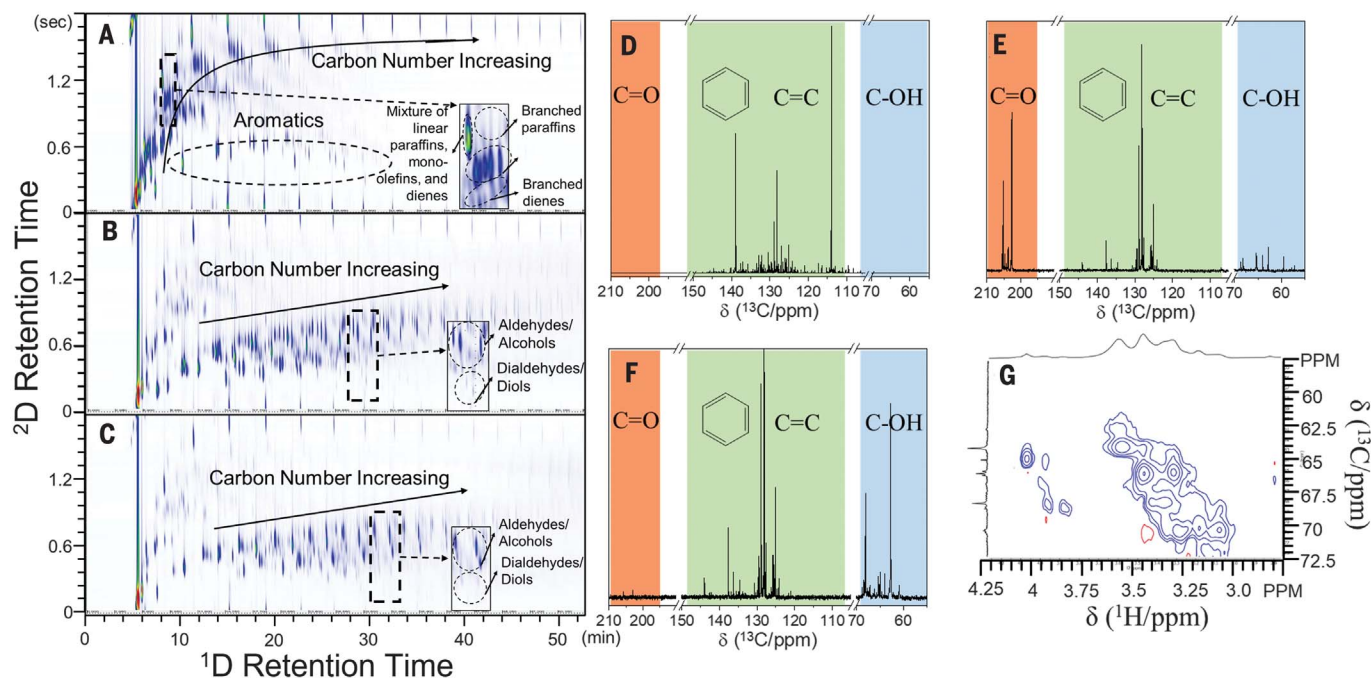 A
(sec)
1.2
0.6
0
Carbon Number Increasing
Aromatics
Mixture of
linear
paraffins,
mono-
olefins, and
dienes
Branched
paraffins
Branched
dienes
B
1.2
0.6
0
Carbon Number Increasing
Aldehydes/
Alcohols
Dialdehydes/
Diols
C
1.2
0.6
0
Carbon Number Increasing
Aldehydes/
Alcohols
Dialdehydes/
Diols
0 10 20 30 40 50 (min)
²D Retention Time
¹D Retention Time
D
C=O
C=C
C-OH
210 200 150 140 130 120 110 60
δ (¹³C/ppm)
E
C=O
C=C
C-OH
210 200 150 140 130 120 110 70 60
δ (¹³C/ppm)
F
C=O
C=C
C-OH
210 200 150 140 130 120 110 70 60
δ (¹³C/ppm)
G
PPM
60
62.5
65
67.5
70
72.5
δ (¹³C/ppm)
4.25 4 3.75 3.5 3.25 3.0 PPM
δ (¹H/ppm)